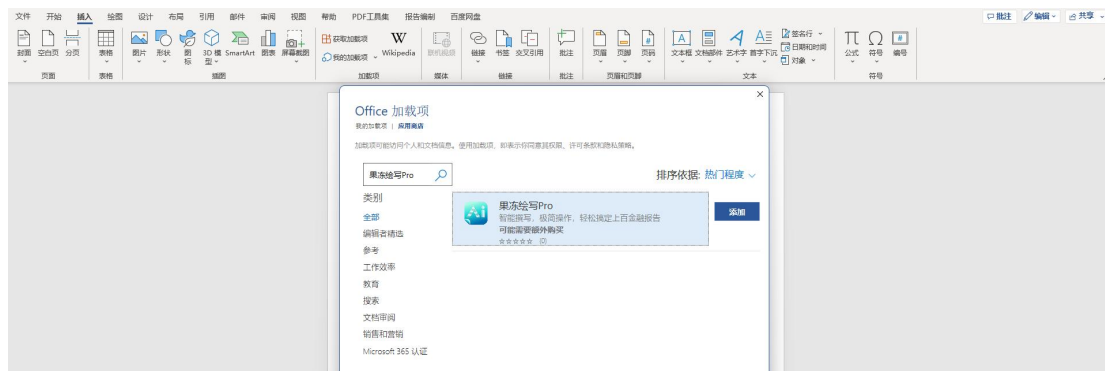 文件 开始 插入 绘图 设计 布局 引用 邮件 审阅 视图 帮助 PDF工具集 报告编制 百度网盘 批注 编辑 共享
封面 空白页 分页 表格 图片 形状 图标 3D 模型 SmartArt 图表 屏幕截图 获取加载项 我的加载项 Wikipedia 联机视频 链接 书签 交叉引用 批注 页眉 页脚 页码 文本框 文档部件 艺术字 首字下沉 签名行 日期和时间 对象 公式 符号 编号
页面 表格 插图 加载项 媒体 链接 批注 页眉和页脚 文本 符号
Office 加载项
我的加载项 | 应用商店
加载项可能访问个人和文档信息。使用加载项，即表示你同意其权限、许可条款和隐私策略。
果冻绘写Pro 排序依据: 热门程度
类别
全部
编辑者精选
参考
工作效率
教育
搜索
文档审阅
销售和营销
Microsoft 365 认证
果冻绘写Pro
智能撰写，极简操作，轻松搞定上百金融报告
可能需要额外购买
添加